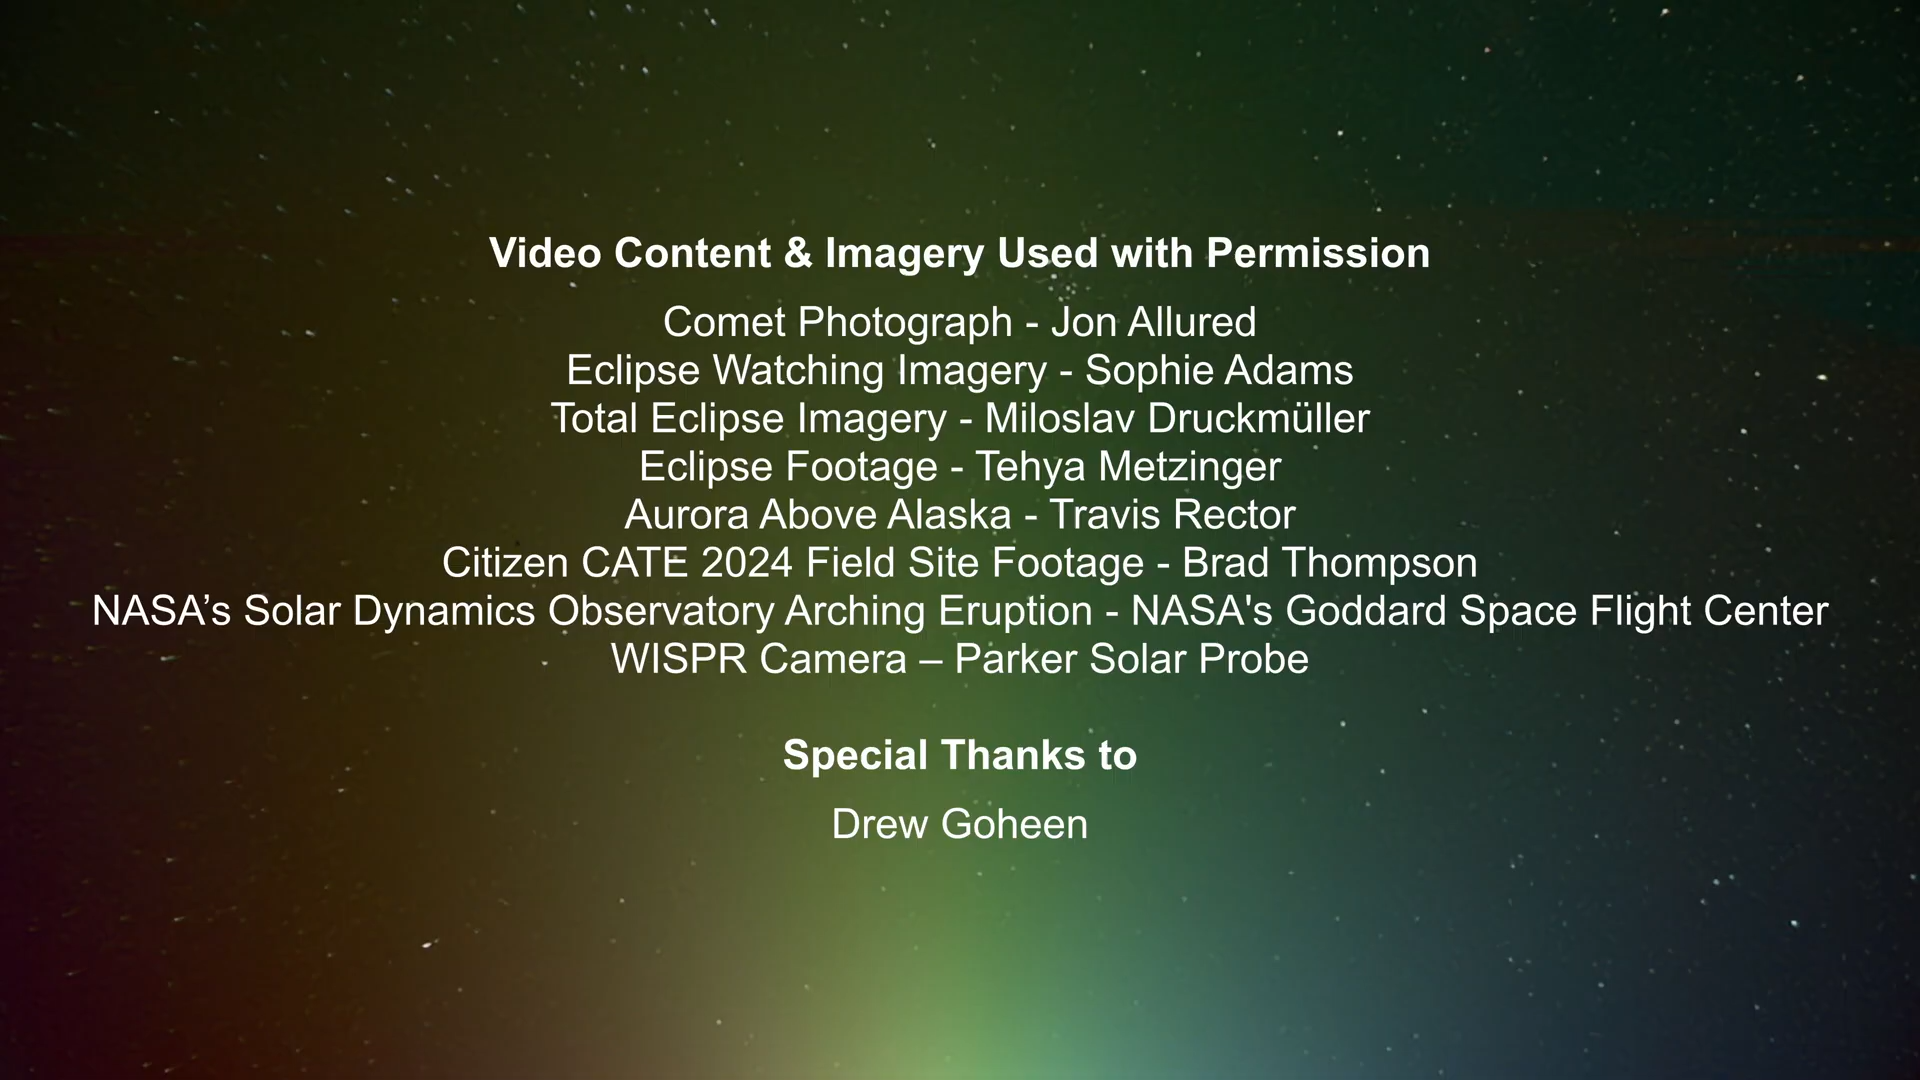 Video Content & Imagery Used with Permission
Comet Photograph - Jon Allured
Eclipse Watching Imagery - Sophie Adams
Total Eclipse Imagery - Miloslav Druckmüller
Eclipse Footage - Tehya Metzinger
Aurora Above Alaska - Travis Rector
Citizen CATE 2024 Field Site Footage - Brad Thompson
NASA’s Solar Dynamics Observatory Arching Eruption - NASA's Goddard Space Flight Center
WISPR Camera – Parker Solar Probe
Special Thanks to
Drew Goheen